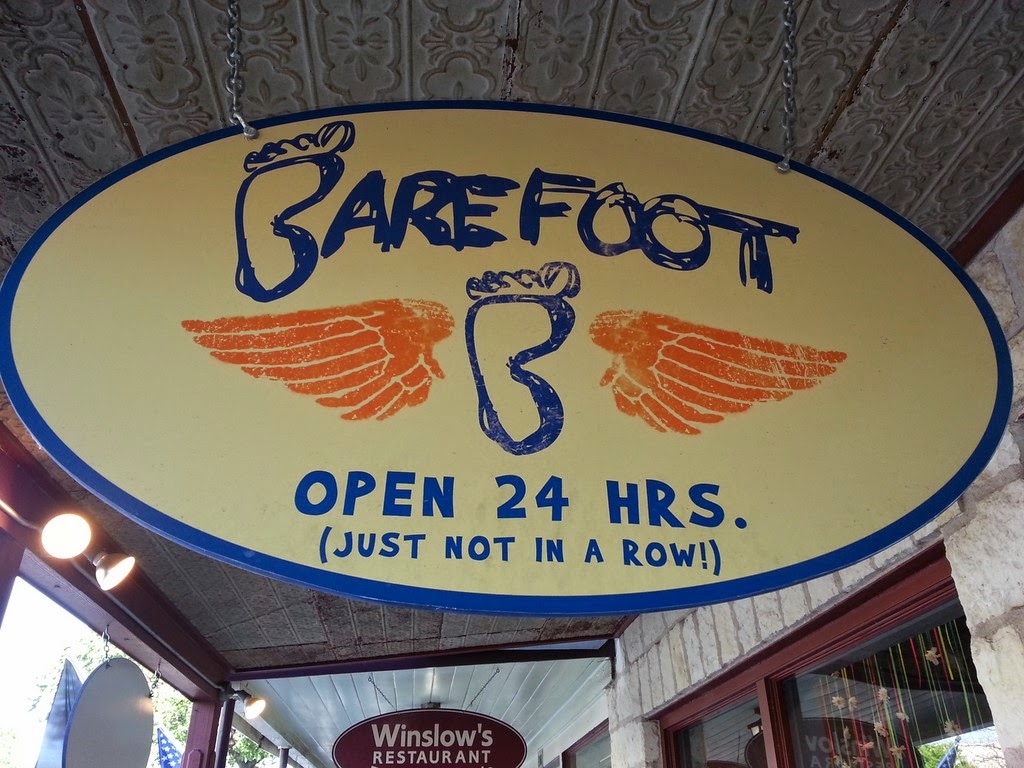 BAREFOOT
B
OPEN 24 HRS.
(JUST NOT IN A ROW!)
Winslow's
RESTAURANT